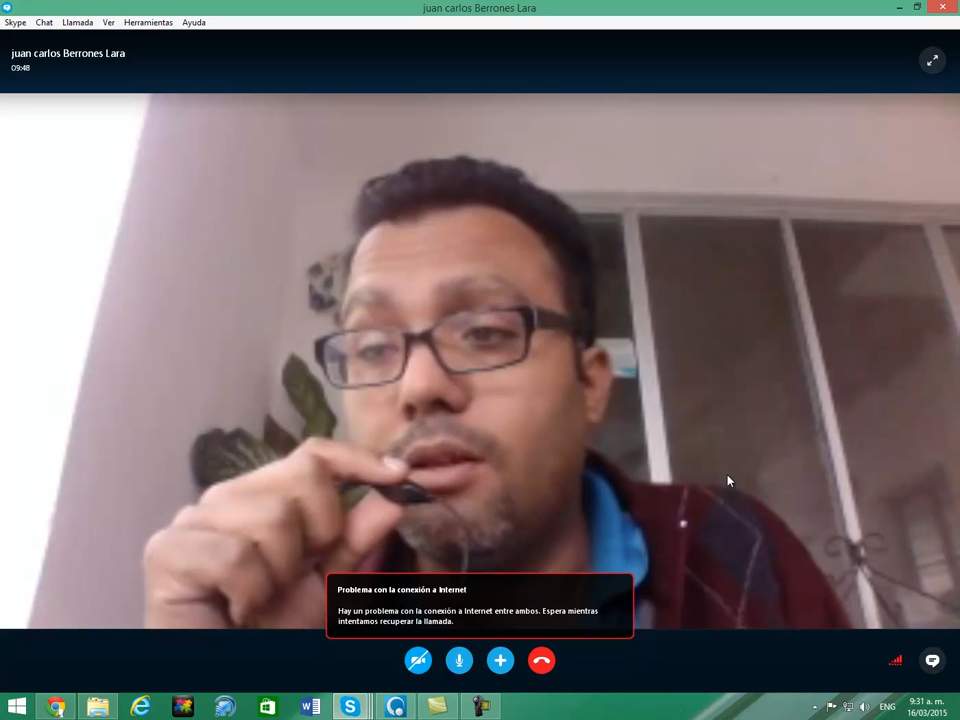 juan carlos Berrones Lara
Skype Chat Llamada Ver Herramientas Ayuda
juan carlos Berrones Lara
09:48
Problema con la conexión a Internet
Hay un problema con la conexión a Internet entre ambos. Espera mientras
intentamos recuperar la llamada.
ENG
9:31 a. m.
16/03/2015